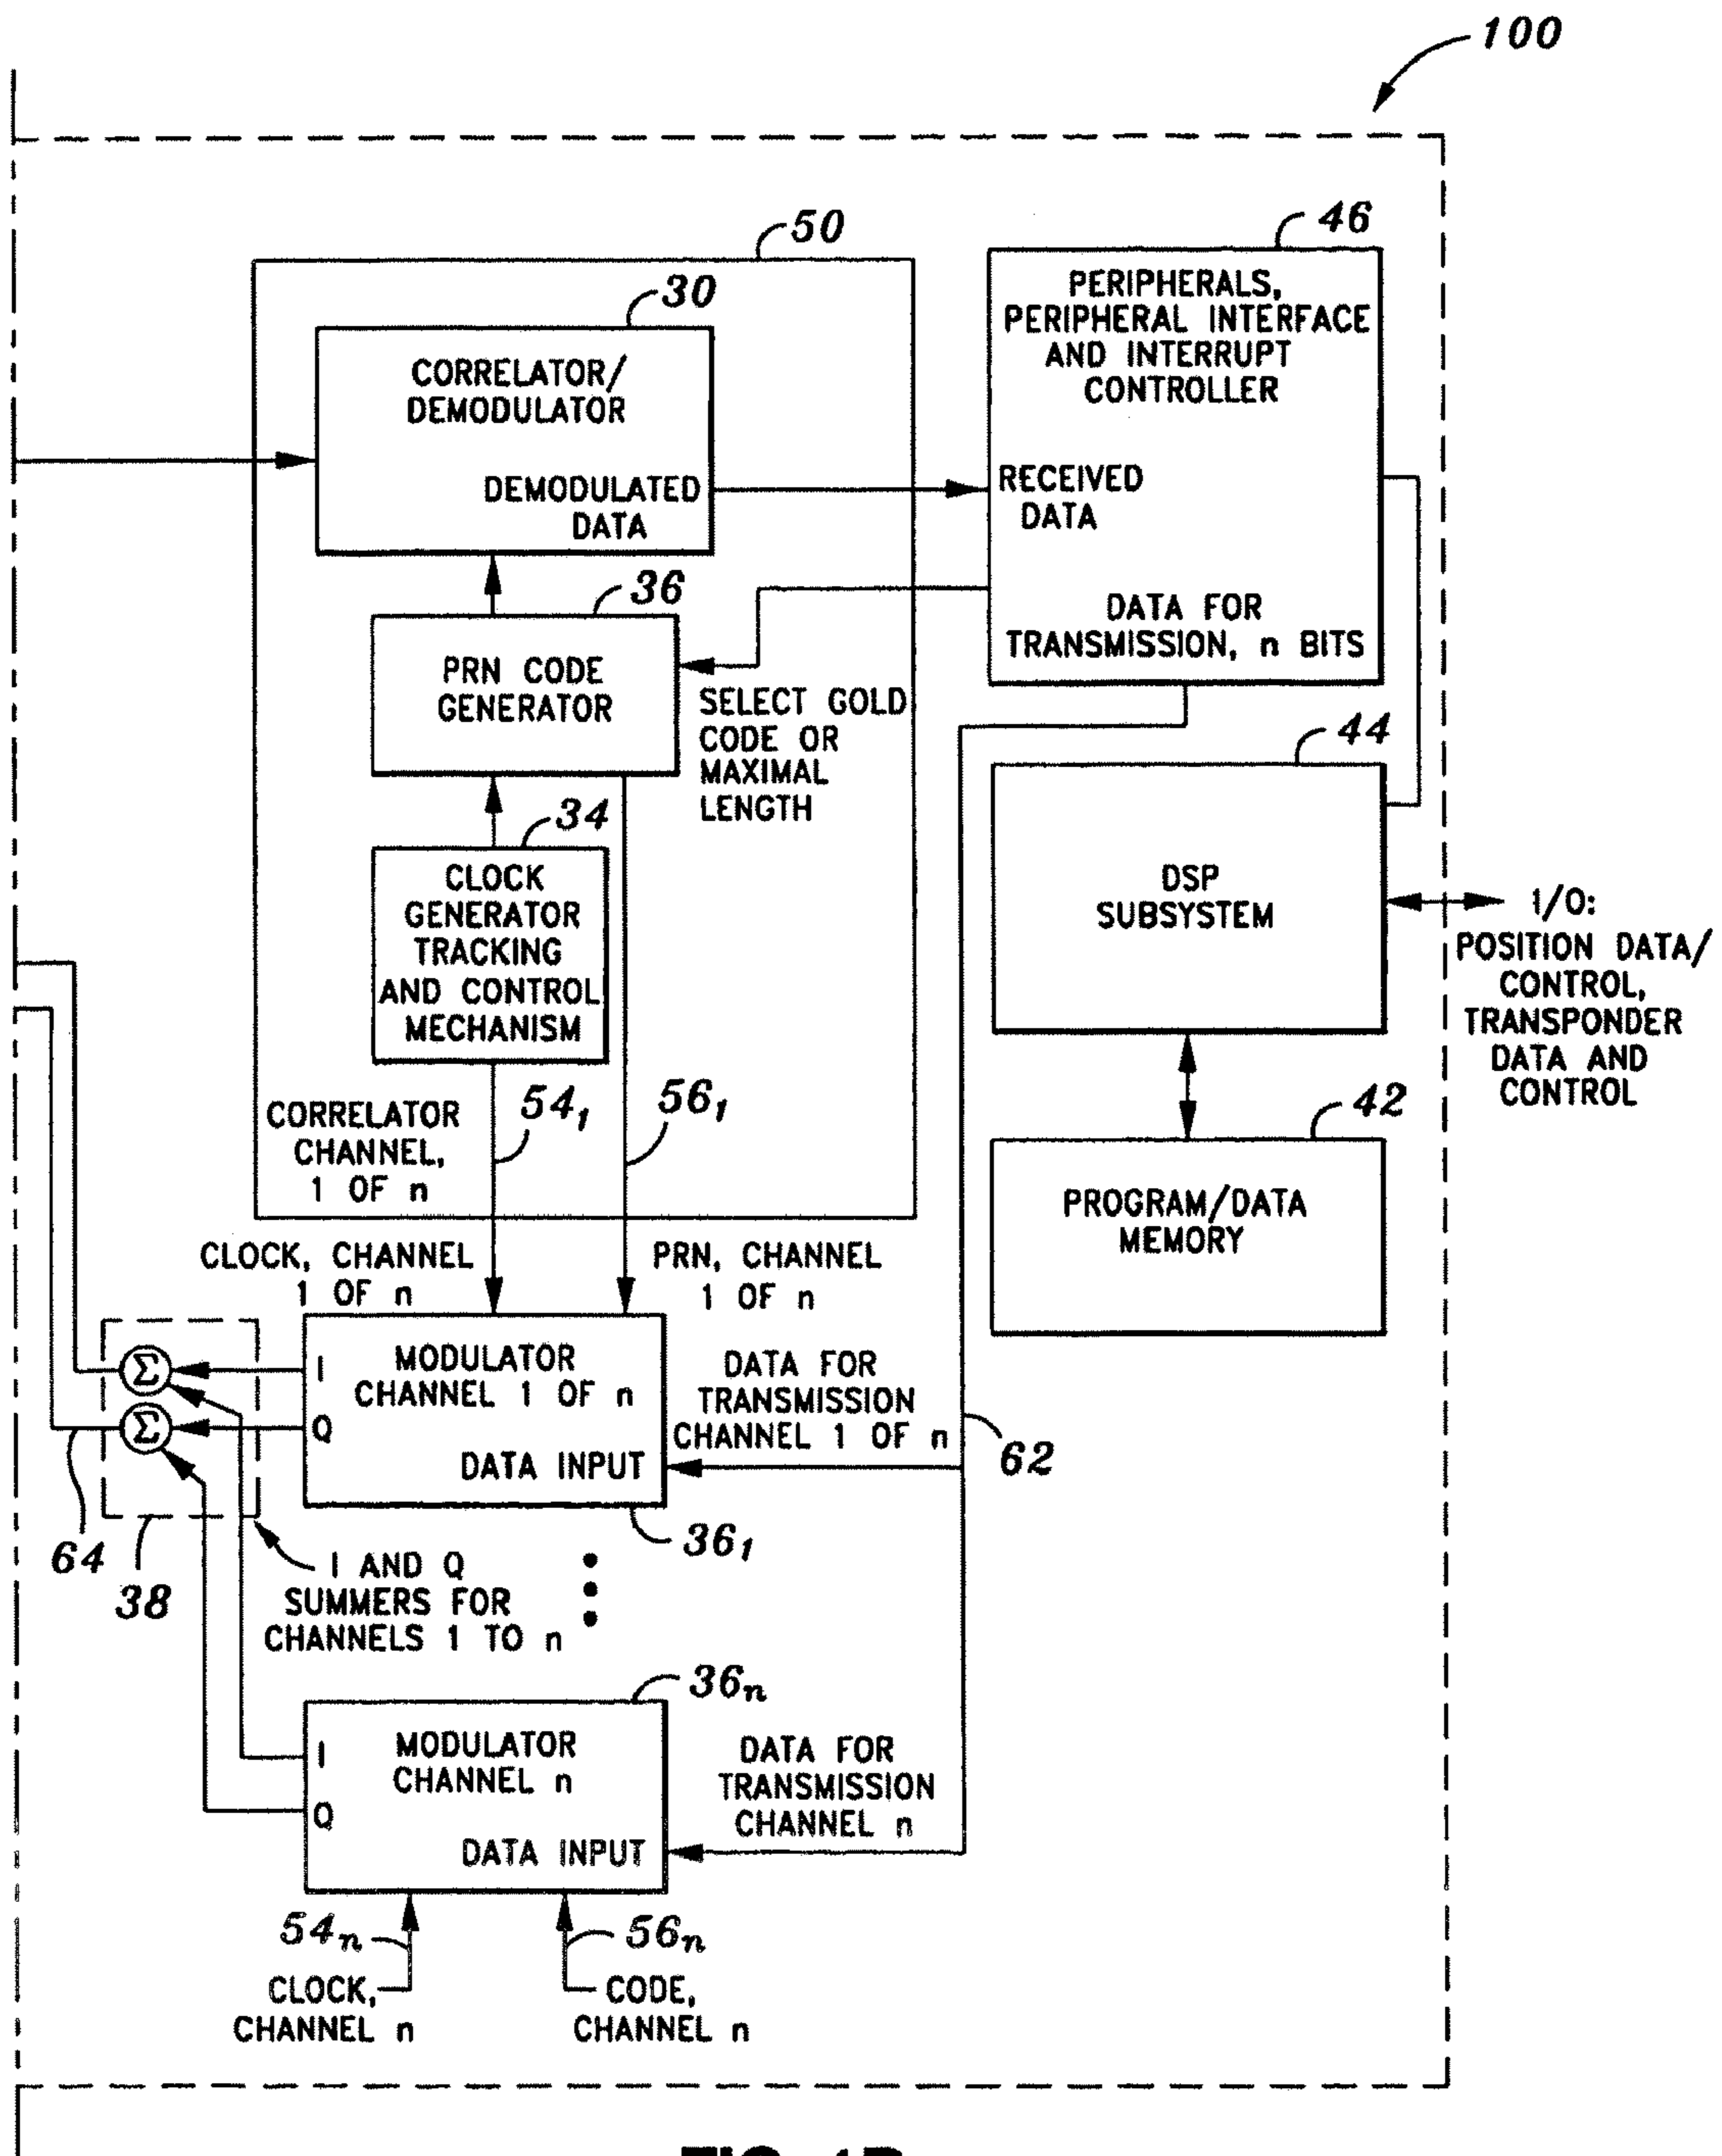 100
50
30
CORRELATOR/
DEMODULATOR
DEMODULATED
DATA
46
PERIPHERALS,
PERIPHERAL INTERFACE
AND INTERRUPT
CONTROLLER
RECEIVED
DATA
DATA FOR
TRANSMISSION, n BITS
36
PRN CODE
GENERATOR
SELECT GOLD
CODE OR
MAXIMAL
LENGTH
34
CLOCK
GENERATOR
TRACKING
AND CONTROL
MECHANISM
44
DSP
SUBSYSTEM
I/O:
POSITION DATA/
CONTROL,
TRANSPONDER
DATA AND
CONTROL
42
PROGRAM/DATA
MEMORY
CORRELATOR
CHANNEL,
1 OF n
54₁
56₁
CLOCK, CHANNEL
1 OF n
PRN, CHANNEL
1 OF n
Σ
Σ
I
Q
MODULATOR
CHANNEL 1 OF n
DATA INPUT
DATA FOR
TRANSMISSION
CHANNEL 1 OF n
62
64
38
36₁
I AND Q
SUMMERS FOR
CHANNELS 1 TO n
36ₙ
I
Q
MODULATOR
CHANNEL n
DATA INPUT
DATA FOR
TRANSMISSION
CHANNEL n
54ₙ
56ₙ
CLOCK,
CHANNEL n
CODE,
CHANNEL n